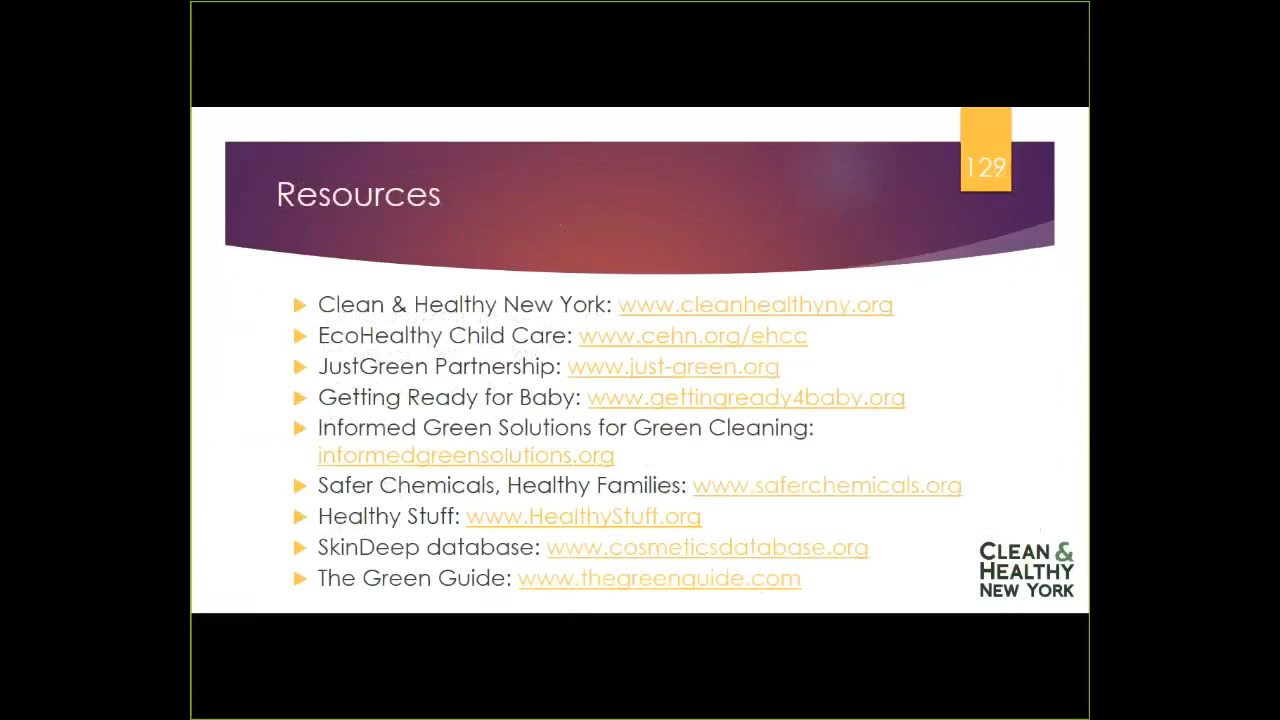 129
Resources
Clean & Healthy New York: www.cleanhealthyny.org
EcoHealthy Child Care: www.cehn.org/ehcc
JustGreen Partnership: www.just-green.org
Getting Ready for Baby: www.gettingready4baby.org
Informed Green Solutions for Green Cleaning:
informedgreensolutions.org
Safer Chemicals, Healthy Families: www.saferchemicals.org
Healthy Stuff: www.HealthyStuff.org
SkinDeep database: www.cosmeticsdatabase.org
The Green Guide: www.thegreenguide.com
CLEAN &
HEALTHY
NEW YORK